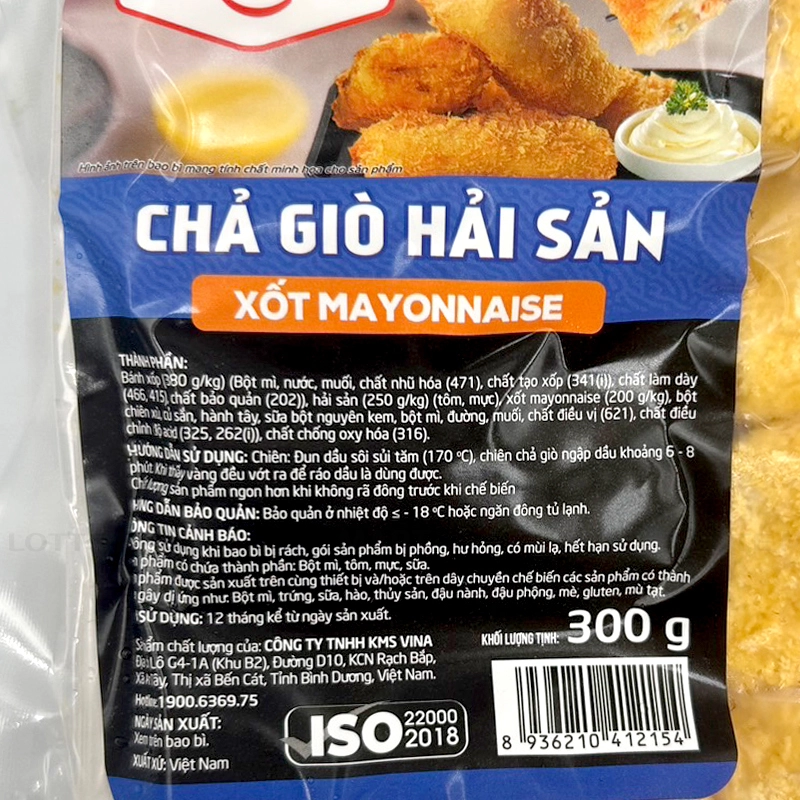 Hình ảnh trên bao bì mang tính chất minh họa cho sản phẩm
CHẢ GIÒ HẢI SẢN
XỐT MAYONNAISE
THÀNH PHẦN:
Bánh xốp (380 g/kg) (Bột mì, nước, muối, chất nhũ hóa (471), chất tạo xốp (341(i)), chất làm dày
(466, 415), chất bảo quản (202)), hải sản (250 g/kg) (tôm, mực), xốt mayonnaise (200 g/kg), bột
chiên xù, củ sắn, hành tây, sữa bột nguyên kem, bột mì, đường, muối, chất điều vị (621), chất điều
chỉnh độ acid (325, 262(i)), chất chống oxy hóa (316).
HƯỚNG DẪN SỬ DỤNG: Chiên: Đun dầu sôi sủi tăm (170 ºC), chiên chả giò ngập dầu khoảng 6 - 8
phút. Khi thấy vàng đều vớt ra để ráo dầu là dùng được.
Chất lượng sản phẩm ngon hơn khi không rã đông trước khi chế biến
DẪN BẢO QUẢN: Bảo quản ở nhiệt độ ≤ - 18 ºC hoặc ngăn đông tủ lạnh.
TIN CẢNH BÁO:
sử dụng khi bao bì bị rách, gói sản phẩm bị phồng, hư hỏng, có mùi lạ, hết hạn sử dụng.
phẩm có chứa thành phần: Bột mì, tôm, mực, sữa.
phẩm được sản xuất trên cùng thiết bị và/hoặc trên dây chuyền chế biến các sản phẩm có thành
gây dị ứng như: Bột mì, trứng, sữa, hào, thủy sản, đậu nành, đậu phộng, mè, gluten, mù tạt.
SỬ DỤNG: 12 tháng kể từ ngày sản xuất.
phẩm chất lượng của: CÔNG TY TNHH KMS VINA
Lô G4-1A (Khu B2), Đường D10, KCN Rạch Bắp,
Xã An Tây, Thị xã Bến Cát, Tỉnh Bình Dương, Việt Nam.
Hotline: 1900.6369.75
NGÀY SẢN XUẤT:
Xem trên bao bì.
XUẤT XỨ: Việt Nam
ISO 22000
2018
KHỐI LƯỢNG TỊNH: 300 g
8 936210 412154